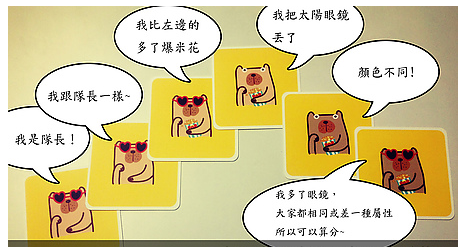 我是隊長！
我跟隊長一樣~
我比左邊的
多了爆米花
我把太陽眼鏡
丟了
顏色不同!
我多了眼鏡，
大家都相同或差一種屬性
所以可以算分~